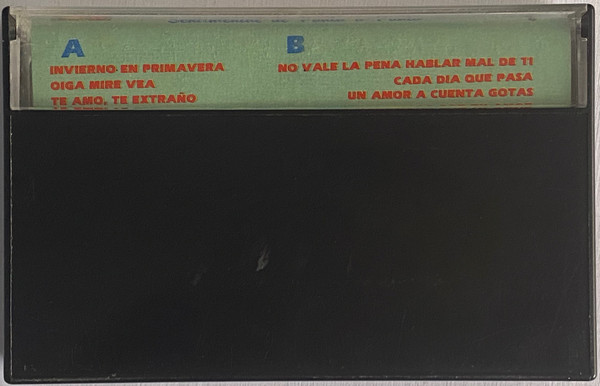 A
INVIERNO EN PRIMAVERA
OIGA MIRE VEA
TE AMO, TE EXTRAÑO
B
NO VALE LA PENA HABLAR MAL DE TI
CADA DIA QUE PASA
UN AMOR A CUENTA GOTAS